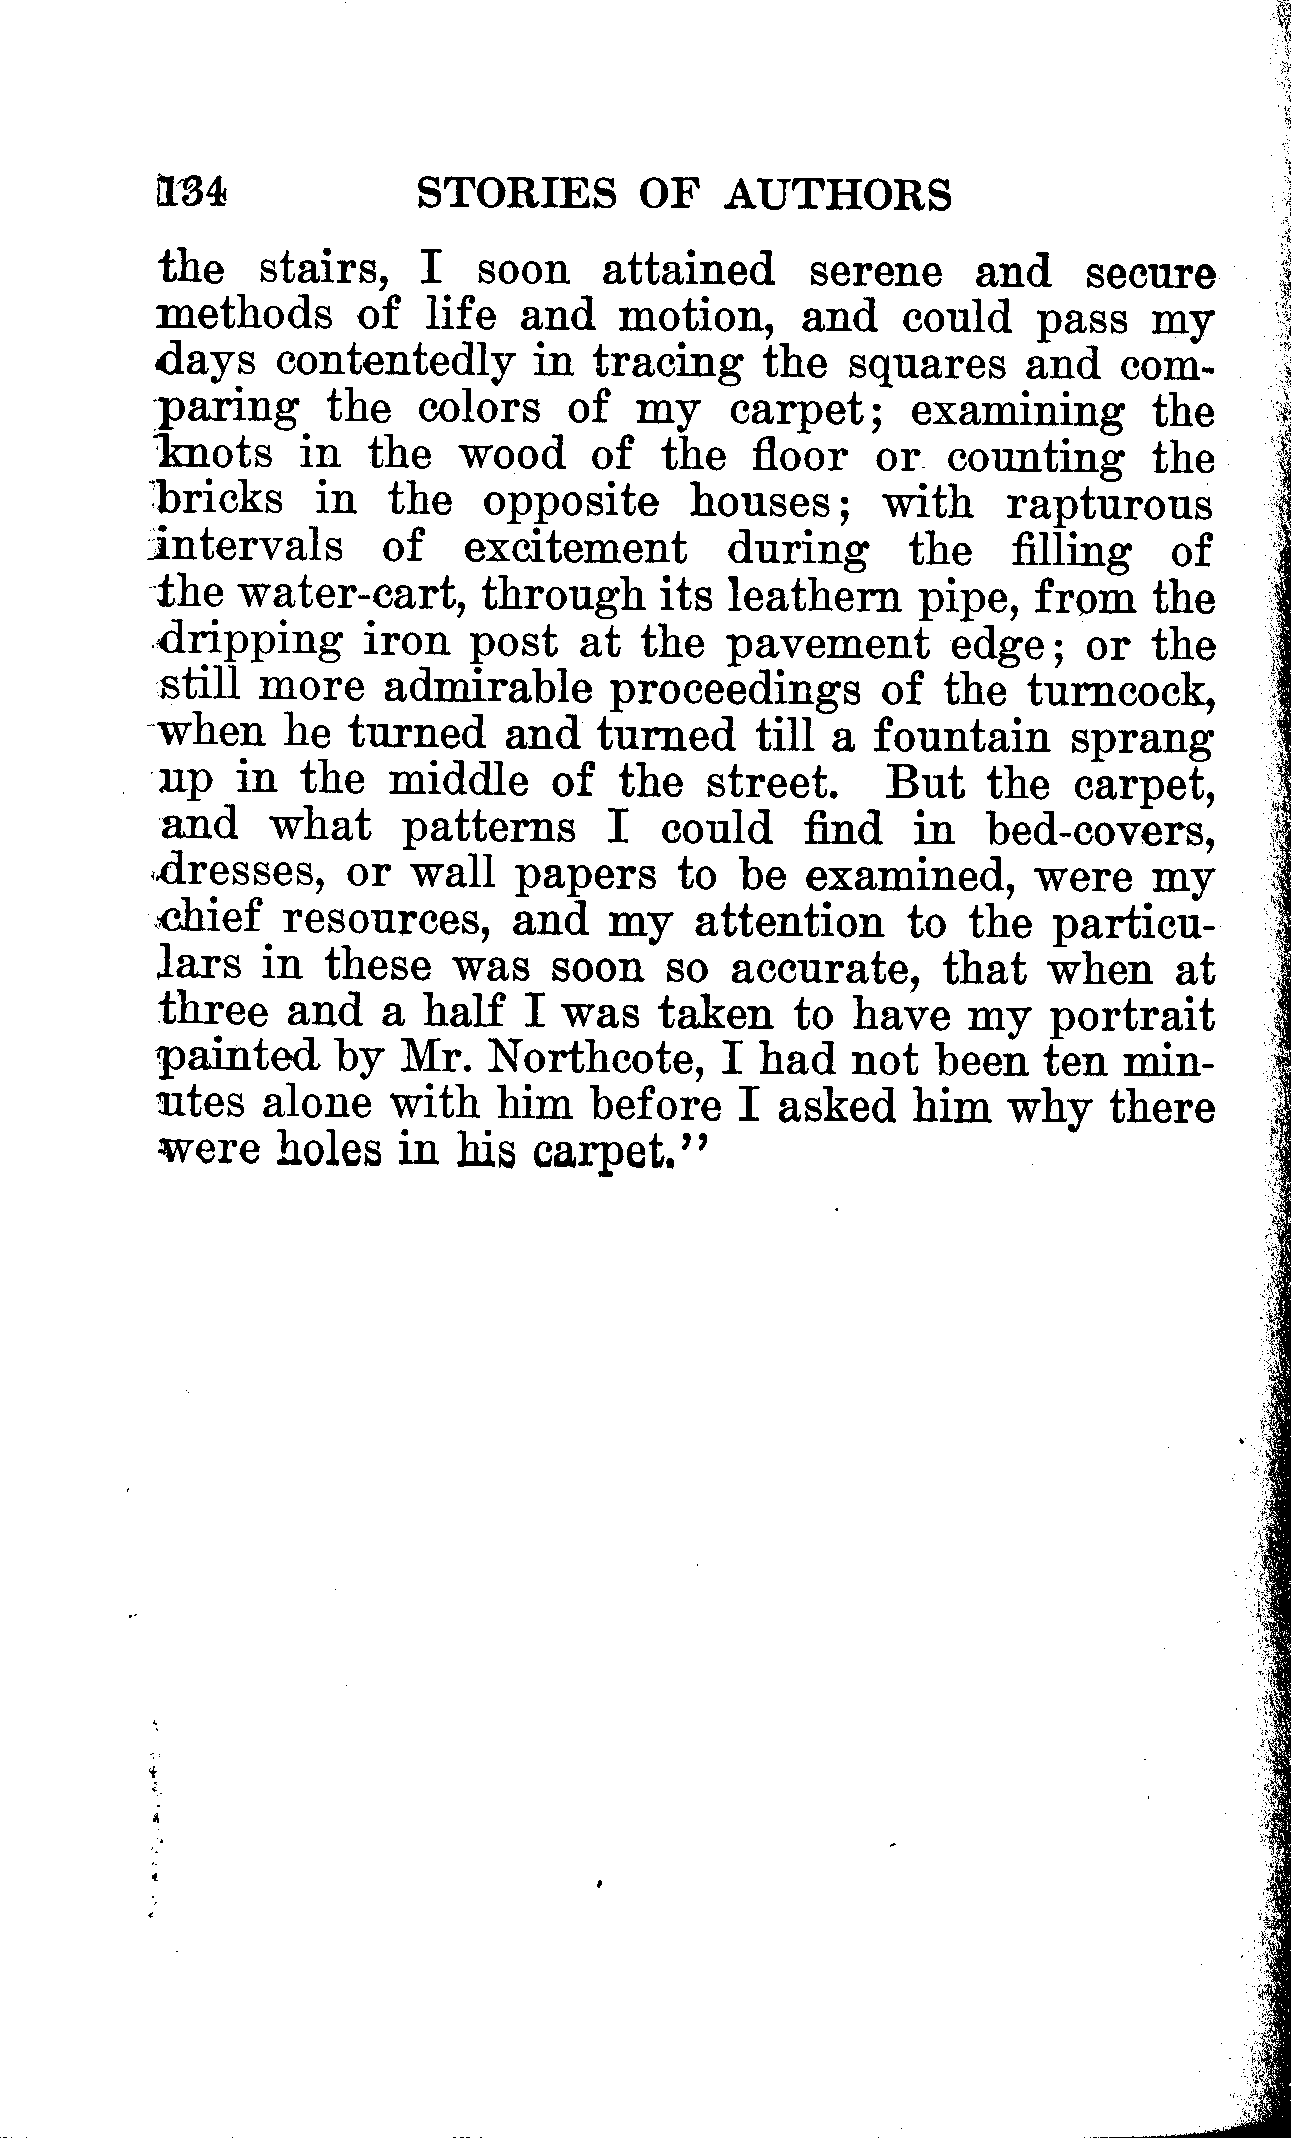 134 STORIES OF AUTHORS
the stairs, I soon attained serene and secure
methods of life and motion, and could pass my
days contentedly in tracing the squares and com-
paring the colors of my carpet; examining the
knots in the wood of the floor or counting the
bricks in the opposite houses; with rapturous
intervals of excitement during the filling of
the water-cart, through its leathern pipe, from the
dripping iron post at the pavement edge; or the
still more admirable proceedings of the turncock,
when he turned and turned till a fountain sprang
up in the middle of the street. But the carpet,
and what patterns I could find in bed-covers,
dresses, or wall papers to be examined, were my
chief resources, and my attention to the particu-
lars in these was soon so accurate, that when at
three and a half I was taken to have my portrait
painted by Mr. Northcote, I had not been ten min-
utes alone with him before I asked him why there
were holes in his carpet."